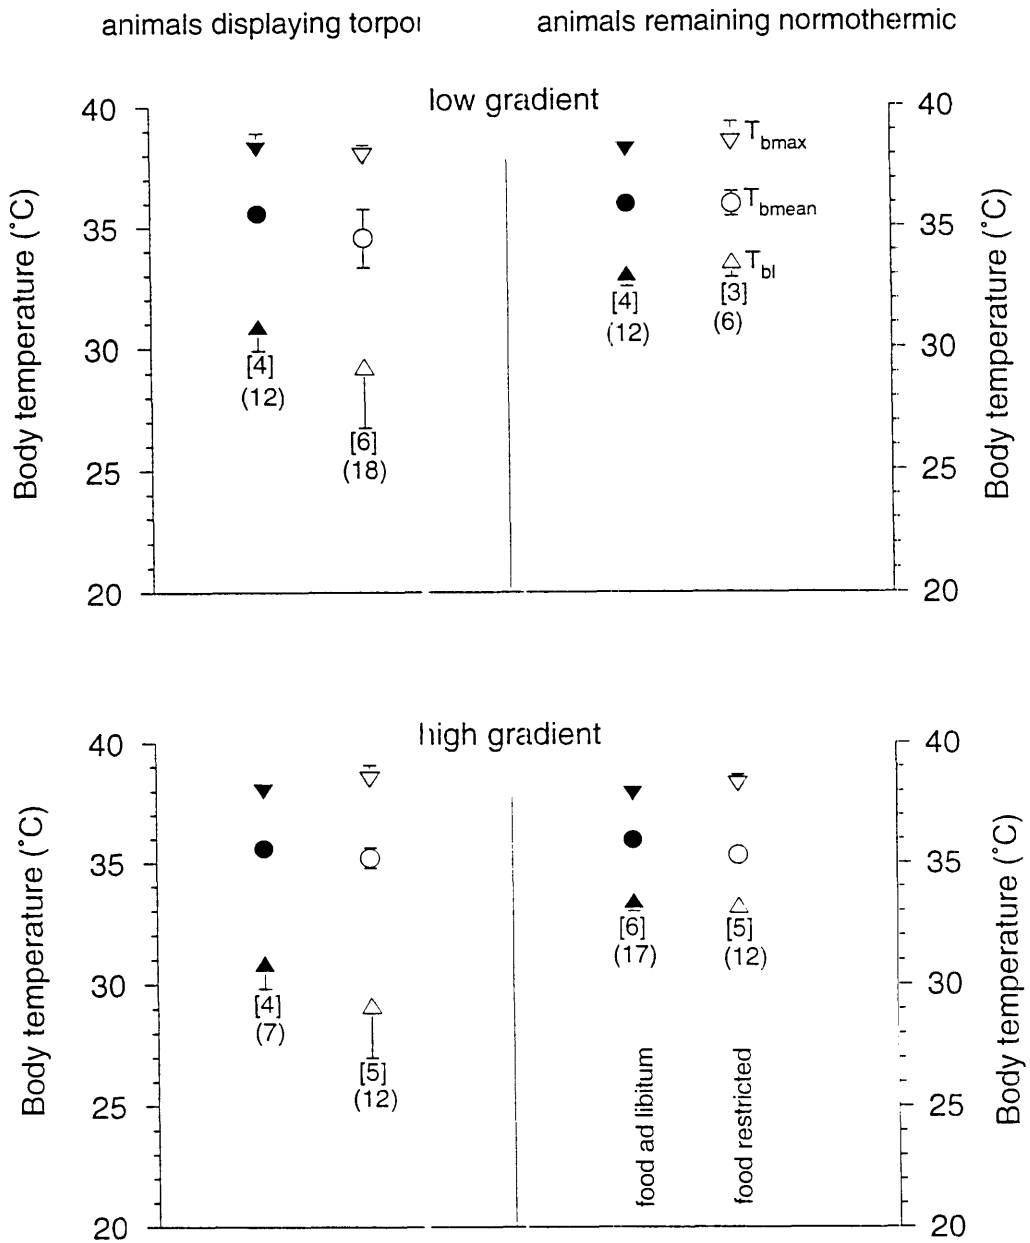 animals displaying torpor
animals remaining normothermic
low gradient
40
35
30
25
20
Body temperature (°C)
[4]
(12)
[6]
(18)
[4]
(12)
[3]
(6)
Tbmax
Tbmean
Tbl
40
35
30
25
20
Body temperature (°C)
high gradient
40
35
30
25
20
Body temperature (°C)
[4]
(7)
[5]
(12)
[6]
(17)
[5]
(12)
food ad libitum
food restricted
40
35
30
25
20
Body temperature (°C)